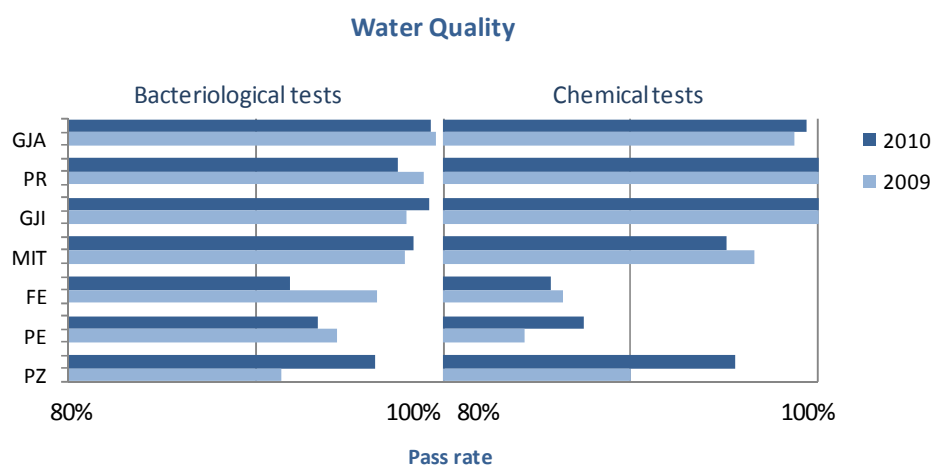 Water Quality
Bacteriological tests
Chemical tests
GJA
PR
GJI
MIT
FE
PE
PZ
2010
2009
80%
100%
80%
100%
Pass rate